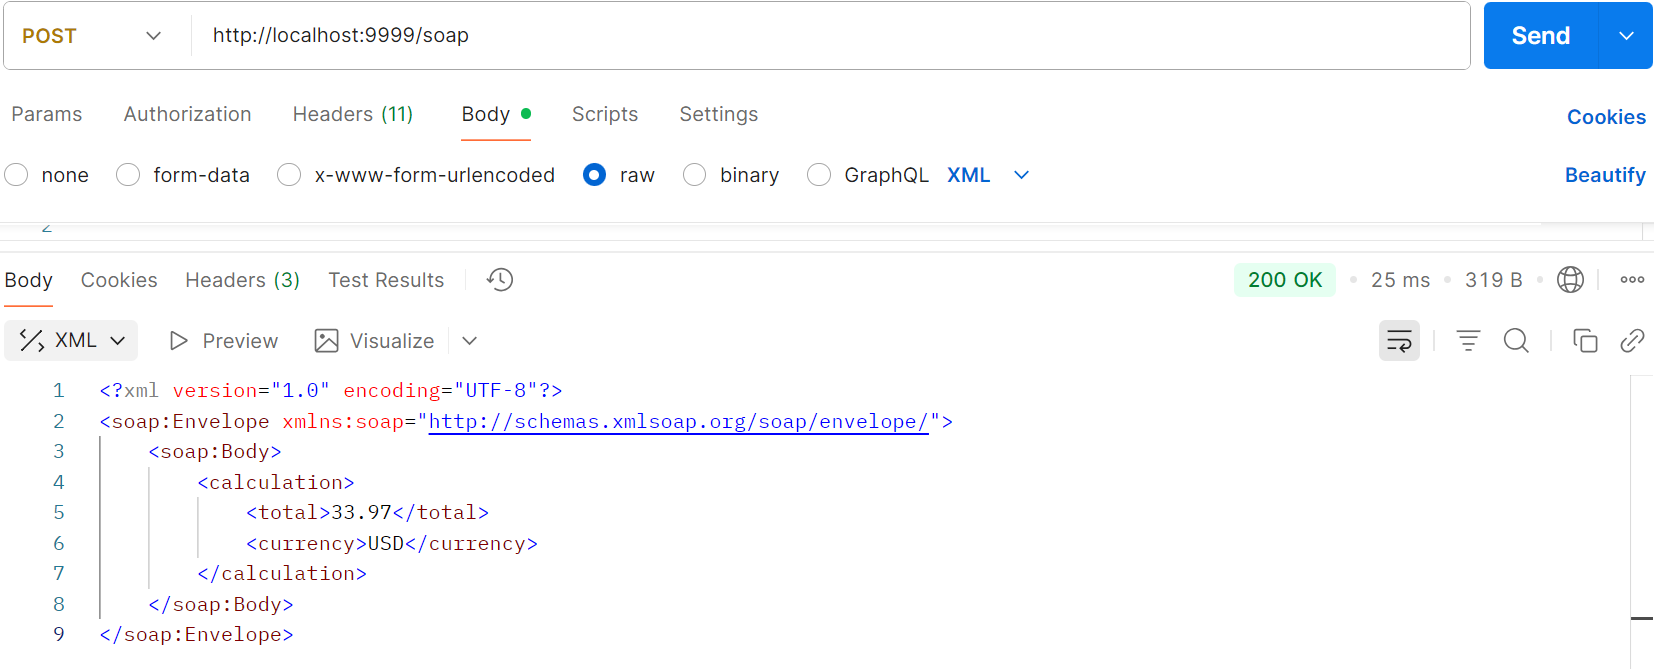 POST http://localhost:9999/soap Send
Params Authorization Headers (11) Body Scripts Settings Cookies
none form-data x-www-form-urlencoded raw binary GraphQL XML Beautify
2
Body Cookies Headers (3) Test Results 200 OK • 25 ms • 319 B
XML Preview Visualize
1 <?xml version="1.0" encoding="UTF-8"?>
2 <soap:Envelope xmlns:soap="http://schemas.xmlsoap.org/soap/envelope/">
3 <soap:Body>
4 <calculation>
5 <total>33.97</total>
6 <currency>USD</currency>
7 </calculation>
8 </soap:Body>
9 </soap:Envelope>